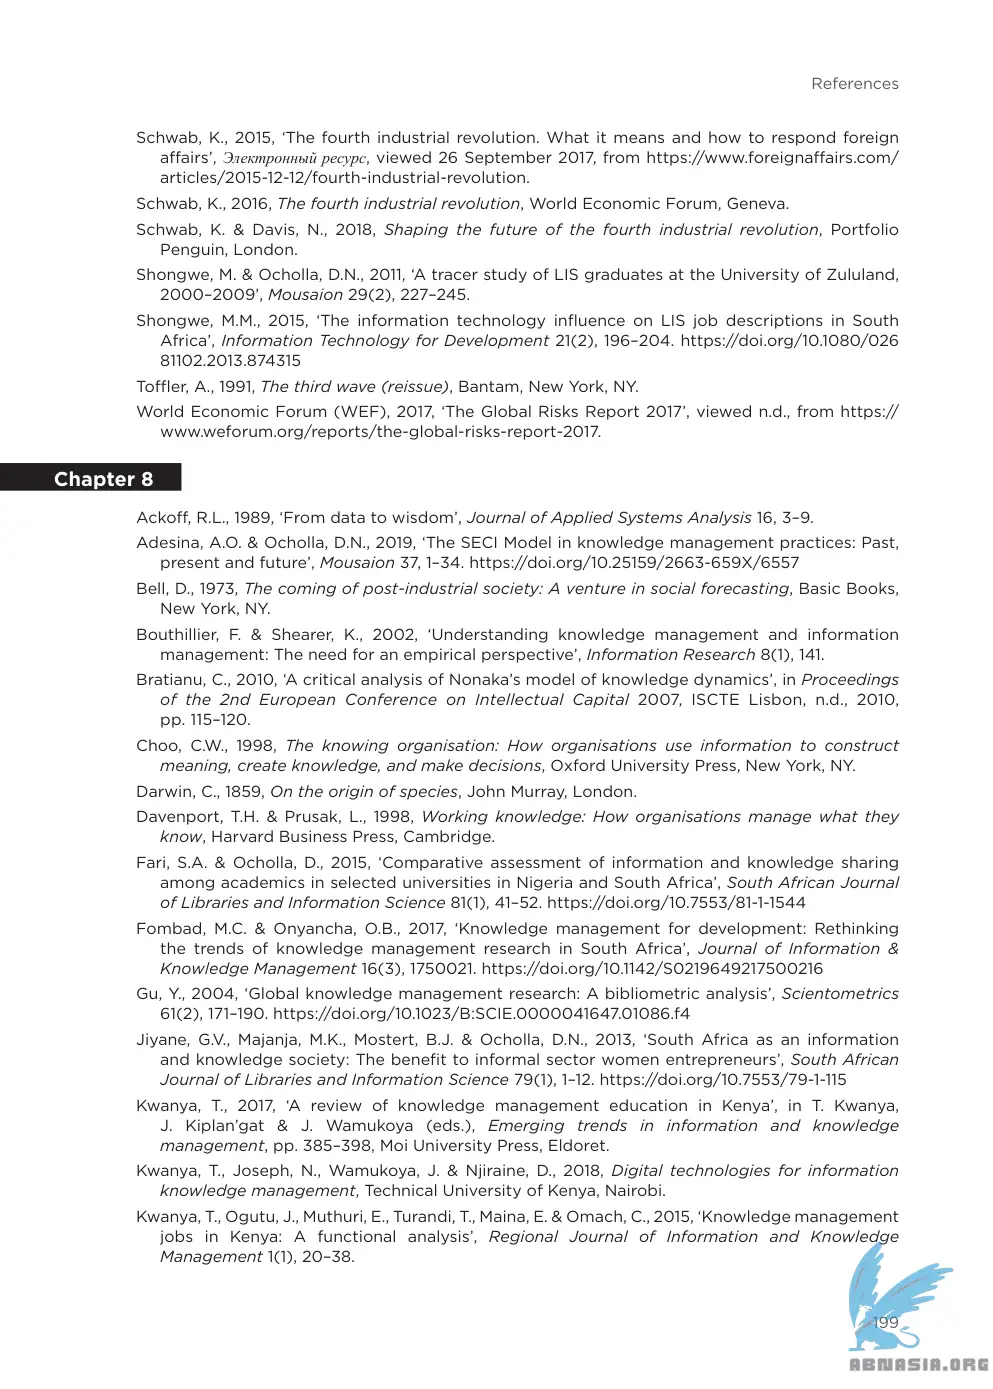 References
Schwab, K., 2015, ‘The fourth industrial revolution. What it means and how to respond foreign
affairs’, Электронный ресурс, viewed 26 September 2017, from https://www.foreignaffairs.com/
articles/2015-12-12/fourth-industrial-revolution.
Schwab, K., 2016, The fourth industrial revolution, World Economic Forum, Geneva.
Schwab, K. & Davis, N., 2018, Shaping the future of the fourth industrial revolution, Portfolio
Penguin, London.
Shongwe, M. & Ocholla, D.N., 2011, ‘A tracer study of LIS graduates at the University of Zululand,
2000–2009’, Mousaion 29(2), 227–245.
Shongwe, M.M., 2015, ‘The information technology influence on LIS job descriptions in South
Africa’, Information Technology for Development 21(2), 196–204. https://doi.org/10.1080/026
81102.2013.874315
Toffler, A., 1991, The third wave (reissue), Bantam, New York, NY.
World Economic Forum (WEF), 2017, ‘The Global Risks Report 2017’, viewed n.d., from https://
www.weforum.org/reports/the-global-risks-report-2017.
Chapter 8
Ackoff, R.L., 1989, ‘From data to wisdom’, Journal of Applied Systems Analysis 16, 3–9.
Adesina, A.O. & Ocholla, D.N., 2019, ‘The SECI Model in knowledge management practices: Past,
present and future’, Mousaion 37, 1–34. https://doi.org/10.25159/2663-659X/6557
Bell, D., 1973, The coming of post-industrial society: A venture in social forecasting, Basic Books,
New York, NY.
Bouthillier, F. & Shearer, K., 2002, ‘Understanding knowledge management and information
management: The need for an empirical perspective’, Information Research 8(1), 141.
Bratianu, C., 2010, ‘A critical analysis of Nonaka’s model of knowledge dynamics’, in Proceedings
of the 2nd European Conference on Intellectual Capital 2007, ISCTE Lisbon, n.d., 2010,
pp. 115–120.
Choo, C.W., 1998, The knowing organisation: How organisations use information to construct
meaning, create knowledge, and make decisions, Oxford University Press, New York, NY.
Darwin, C., 1859, On the origin of species, John Murray, London.
Davenport, T.H. & Prusak, L., 1998, Working knowledge: How organisations manage what they
know, Harvard Business Press, Cambridge.
Fari, S.A. & Ocholla, D., 2015, ‘Comparative assessment of information and knowledge sharing
among academics in selected universities in Nigeria and South Africa’, South African Journal
of Libraries and Information Science 81(1), 41–52. https://doi.org/10.7553/81-1-1544
Fombad, M.C. & Onyancha, O.B., 2017, ‘Knowledge management for development: Rethinking
the trends of knowledge management research in South Africa’, Journal of Information &
Knowledge Management 16(3), 1750021. https://doi.org/10.1142/S0219649217500216
Gu, Y., 2004, ‘Global knowledge management research: A bibliometric analysis’, Scientometrics
61(2), 171–190. https://doi.org/10.1023/B:SCIE.0000041647.01086.f4
Jiyane, G.V., Majanja, M.K., Mostert, B.J. & Ocholla, D.N., 2013, ‘South Africa as an information
and knowledge society: The benefit to informal sector women entrepreneurs’, South African
Journal of Libraries and Information Science 79(1), 1–12. https://doi.org/10.7553/79-1-115
Kwanya, T., 2017, ‘A review of knowledge management education in Kenya’, in T. Kwanya,
J. Kiplan’gat & J. Wamukoya (eds.), Emerging trends in information and knowledge
management, pp. 385–398, Moi University Press, Eldoret.
Kwanya, T., Joseph, N., Wamukoya, J. & Njiraine, D., 2018, Digital technologies for information
knowledge management, Technical University of Kenya, Nairobi.
Kwanya, T., Ogutu, J., Muthuri, E., Turandi, T., Maina, E. & Omach, C., 2015, ‘Knowledge management
jobs in Kenya: A functional analysis’, Regional Journal of Information and Knowledge
Management 1(1), 20–38.
199
ABNASIA.ORG